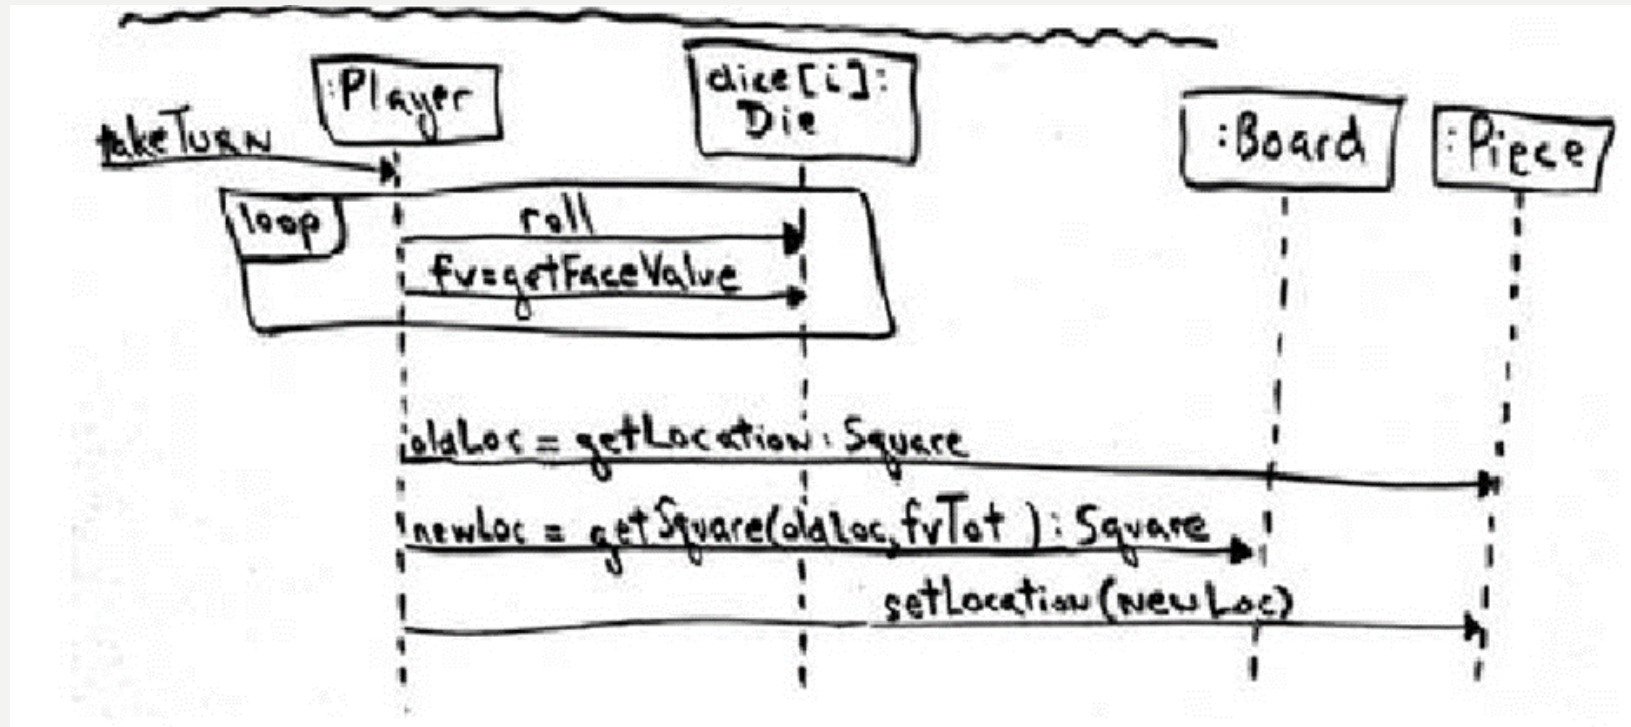 :Player
dice[i]:
Die
:Board
:Piece
takeTURN
loop
roll
fv=getFaceValue
oldLoc = getLocation: Square
newLoc = getSquare(oldLoc, fvTot): Square
setLocation(newLoc)